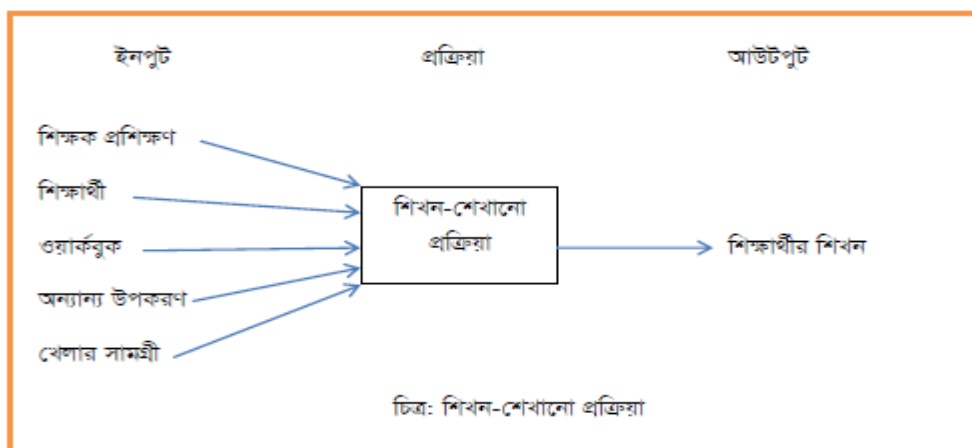 ইনপুট প্রক্রিয়া আউটপুট
শিক্ষক প্রশিক্ষণ
শিক্ষার্থী
ওয়ার্কবুক
অন্যান্য উপকরণ
খেলার সামগ্রী
শিখন-শেখানো
প্রক্রিয়া
শিক্ষার্থীর শিখন
চিত্র: শিখন-শেখানো প্রক্রিয়া